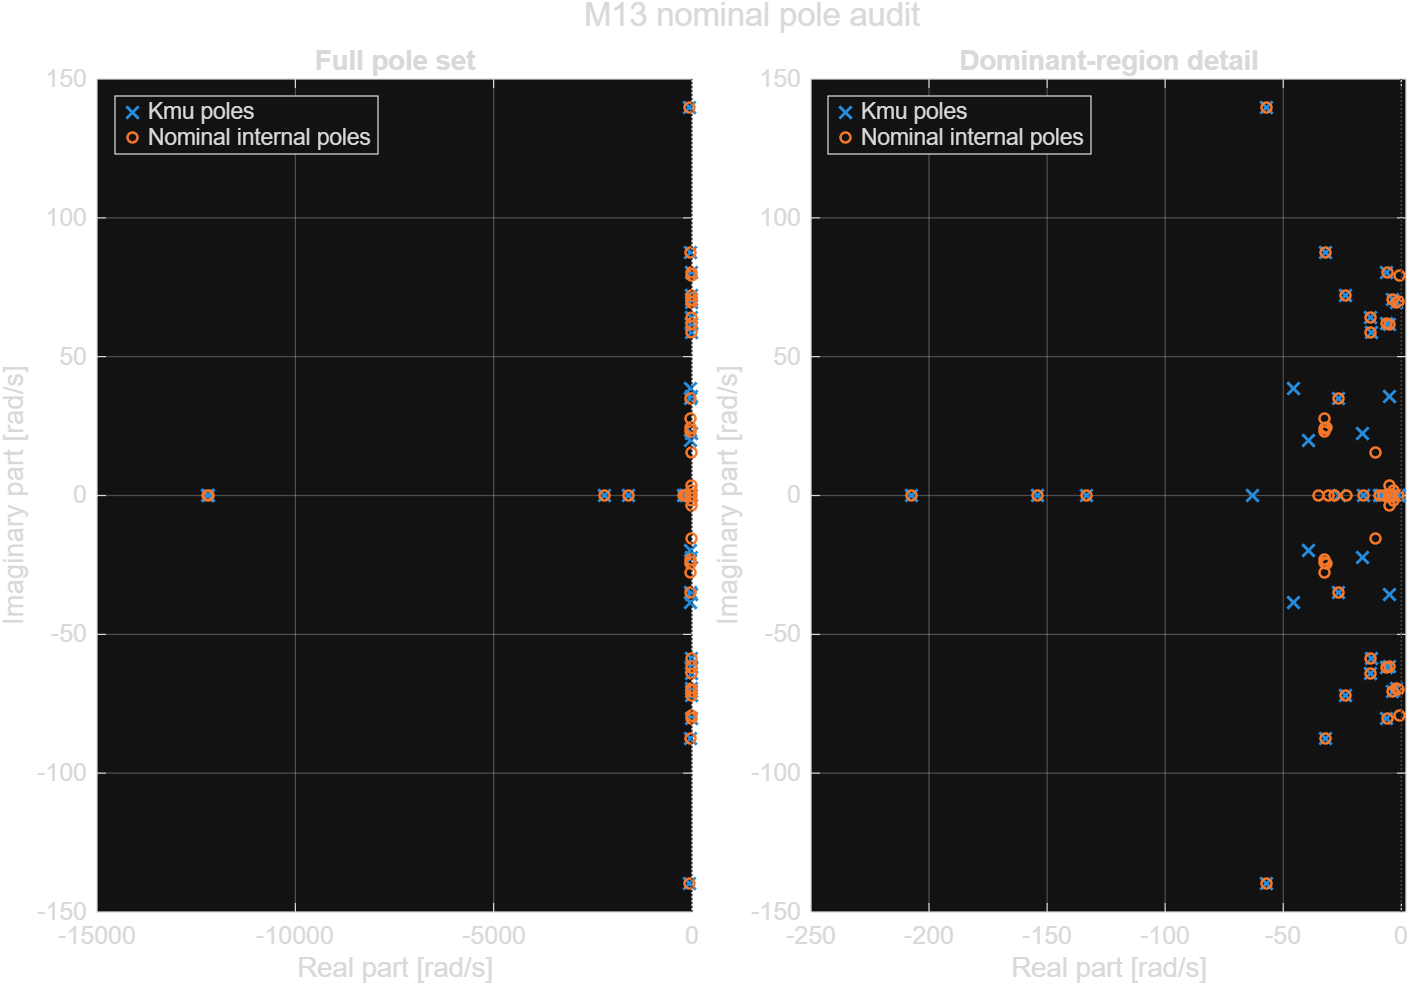 M13 nominal pole audit
Full pole set
150
100
50
0
-50
-100
-150
-15000
-10000
-5000
0
Real part [rad/s]
Imaginary part [rad/s]
Kmu poles
Nominal internal poles
Dominant-region detail
150
100
50
0
-50
-100
-150
-250
-200
-150
-100
-50
0
Real part [rad/s]
Imaginary part [rad/s]
Kmu poles
Nominal internal poles